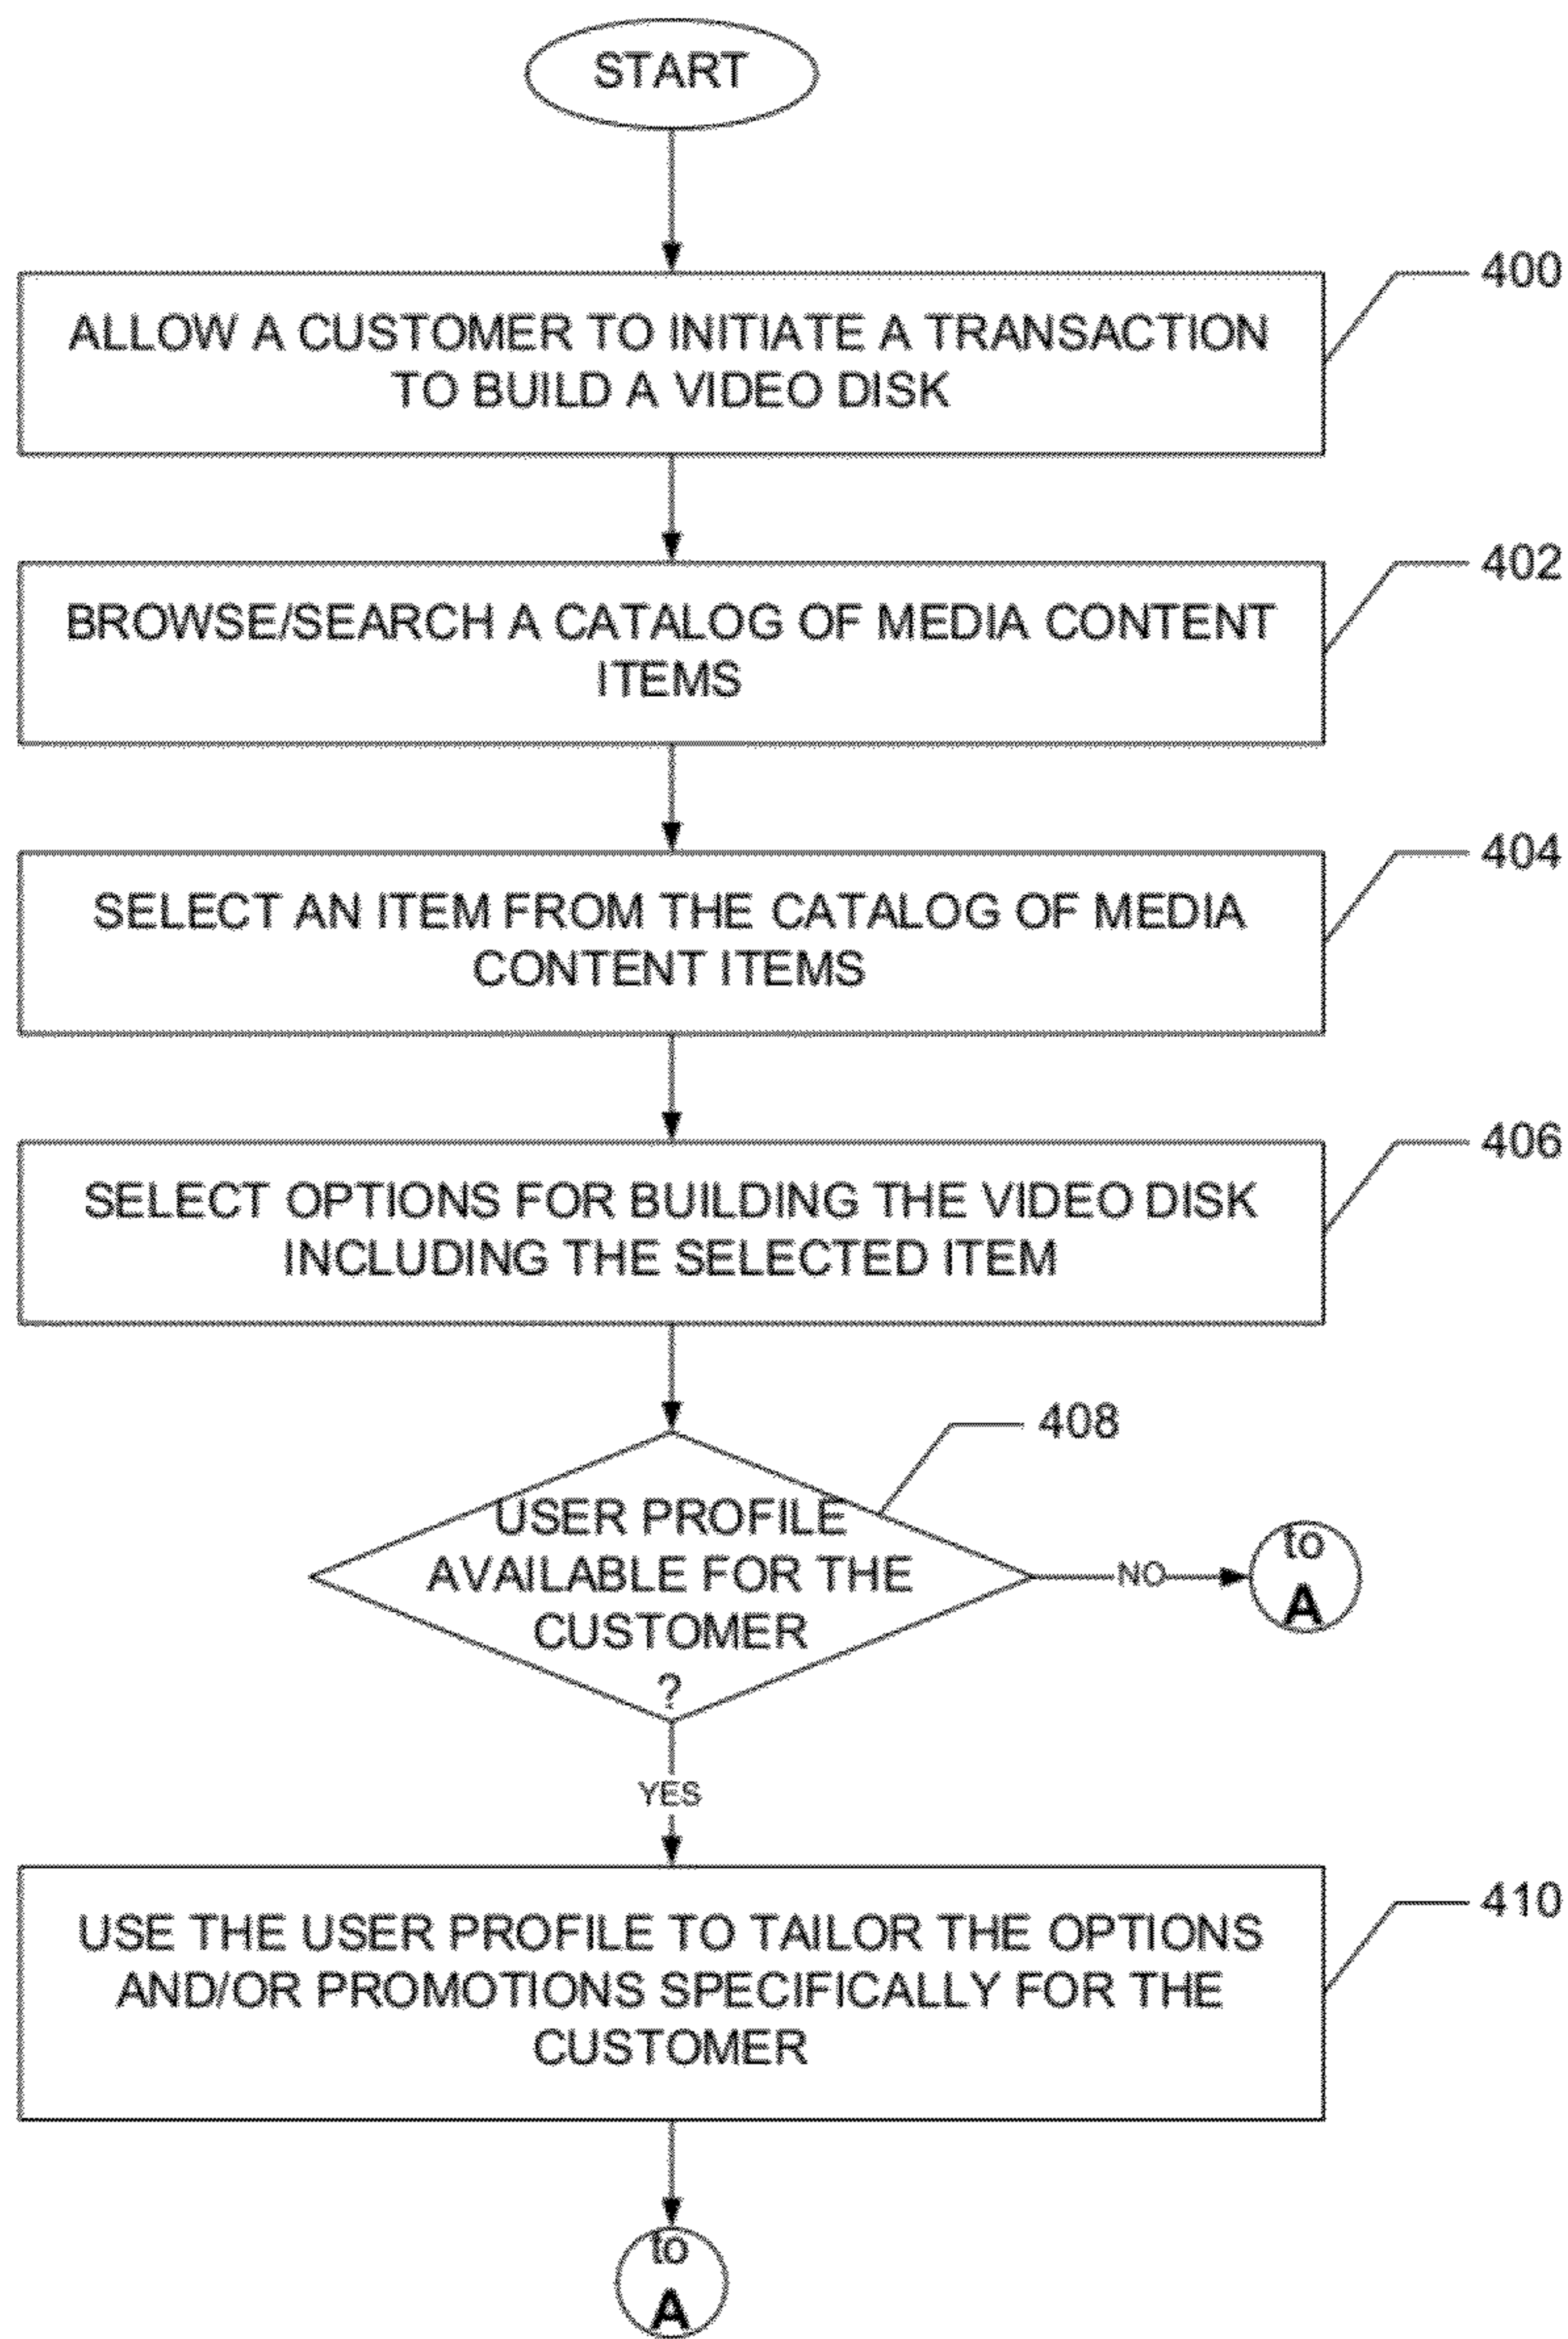 START
400
ALLOW A CUSTOMER TO INITIATE A TRANSACTION
TO BUILD A VIDEO DISK
402
BROWSE/SEARCH A CATALOG OF MEDIA CONTENT
ITEMS
404
SELECT AN ITEM FROM THE CATALOG OF MEDIA
CONTENT ITEMS
406
SELECT OPTIONS FOR BUILDING THE VIDEO DISK
INCLUDING THE SELECTED ITEM
408
USER PROFILE
AVAILABLE FOR THE
CUSTOMER
?
NO
to
A
YES
410
USE THE USER PROFILE TO TAILOR THE OPTIONS
AND/OR PROMOTIONS SPECIFICALLY FOR THE
CUSTOMER
to
A